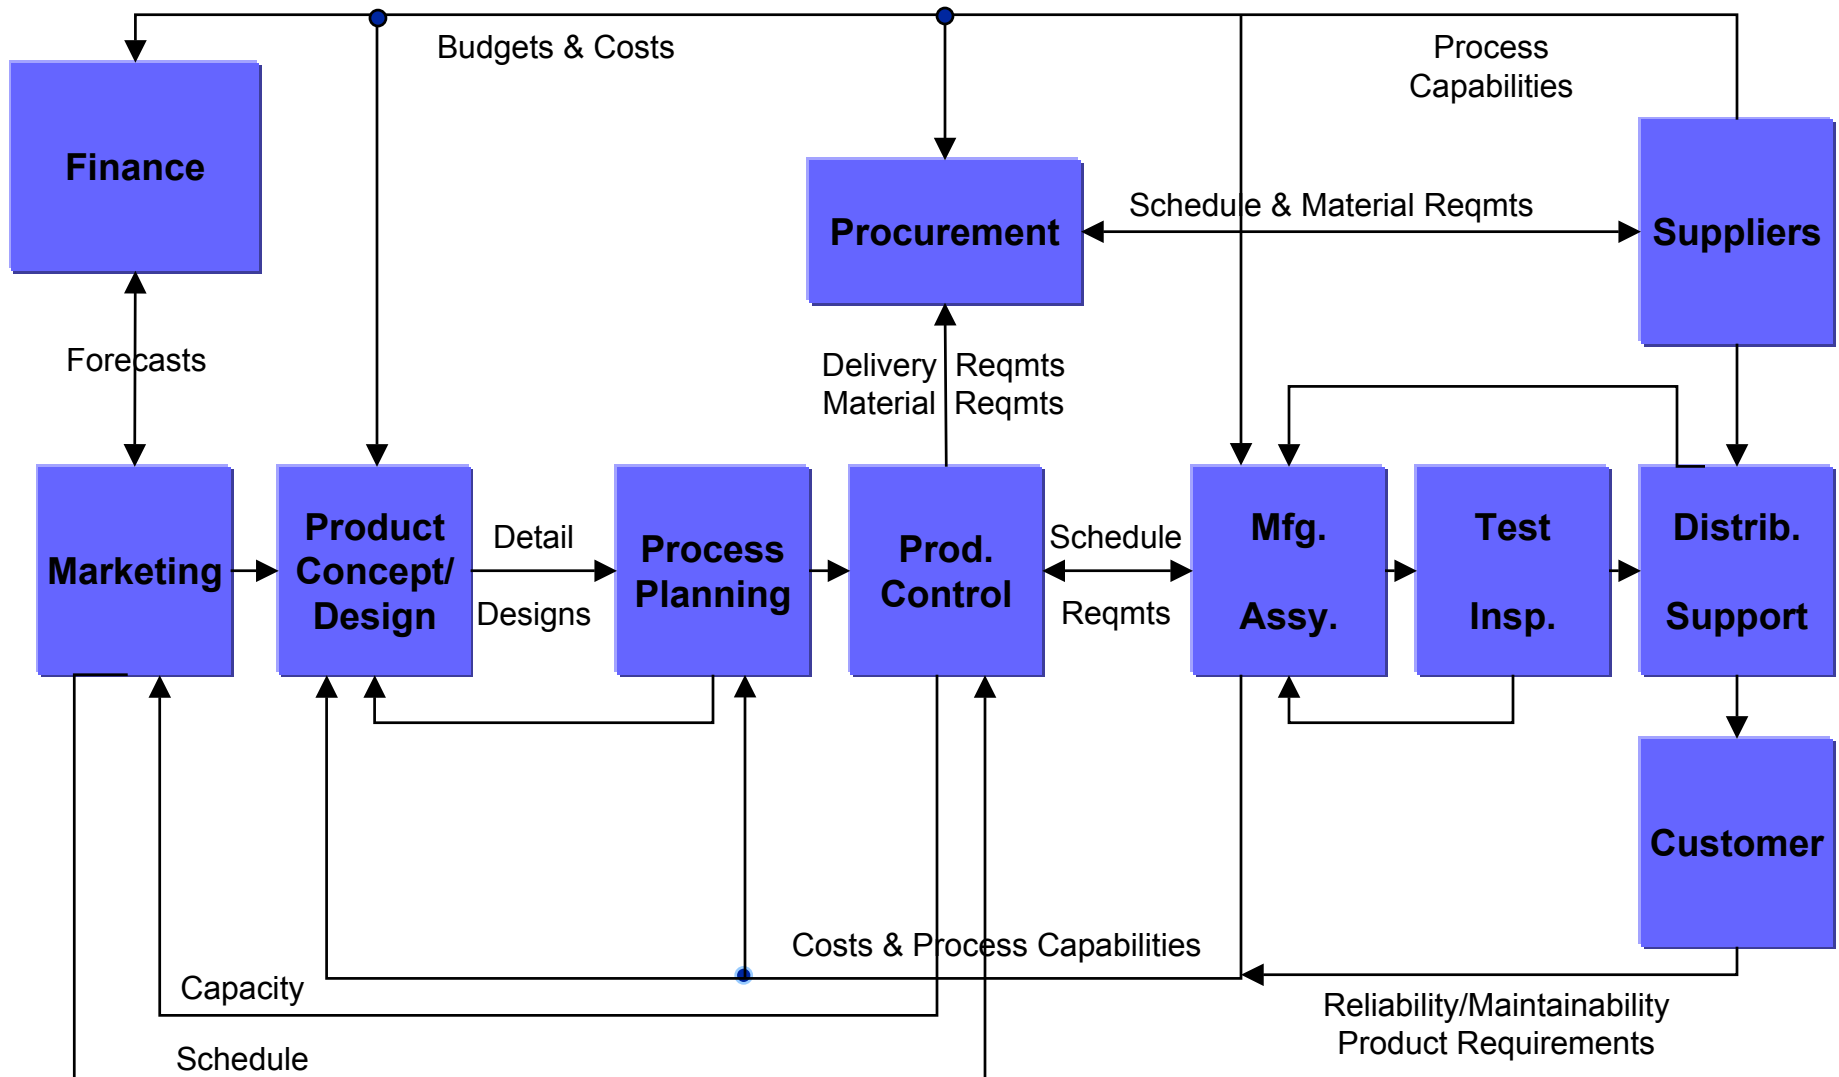 Budgets & Costs
Process
Capabilities
Finance
Procurement
Schedule & Material Reqmts
Suppliers
Forecasts
Delivery Reqmts
Material Reqmts
Marketing
Product
Concept/
Design
Detail
Designs
Process
Planning
Prod.
Control
Schedule
Reqmts
Mfg.
Assy.
Test
Insp.
Distrib.
Support
Customer
Costs & Process Capabilities
Capacity
Reliability/Maintainability
Product Requirements
Schedule